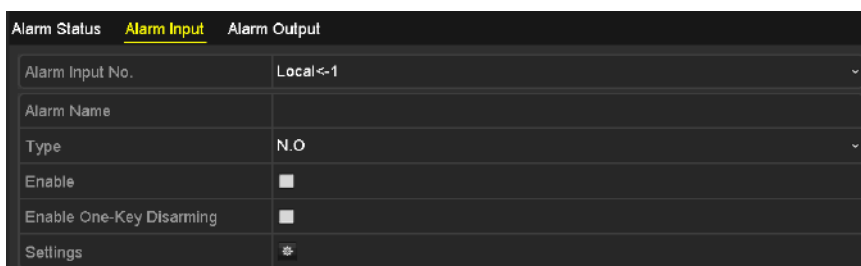 Alarm Status Alarm Input Alarm Output
Alarm Input No. Local<-1
Alarm Name
Type N.O
Enable
Enable One-Key Disarming
Settings